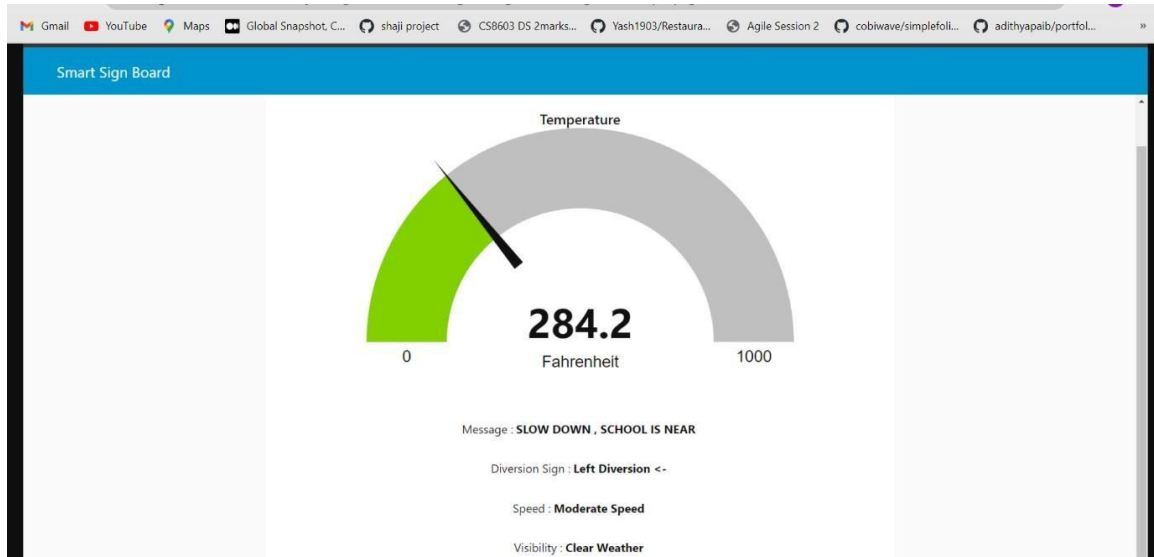 Gmail YouTube Maps Global Snapshot, C... shaji project CS8603 DS 2marks... Yash1903/Restaura... Agile Session 2 cobiwave/simplefoli... adithyapaib/portfol... »
Smart Sign Board
Temperature
284.2
0 Fahrenheit 1000
Message : SLOW DOWN , SCHOOL IS NEAR
Diversion Sign : Left Diversion <-
Speed : Moderate Speed
Visibility : Clear Weather